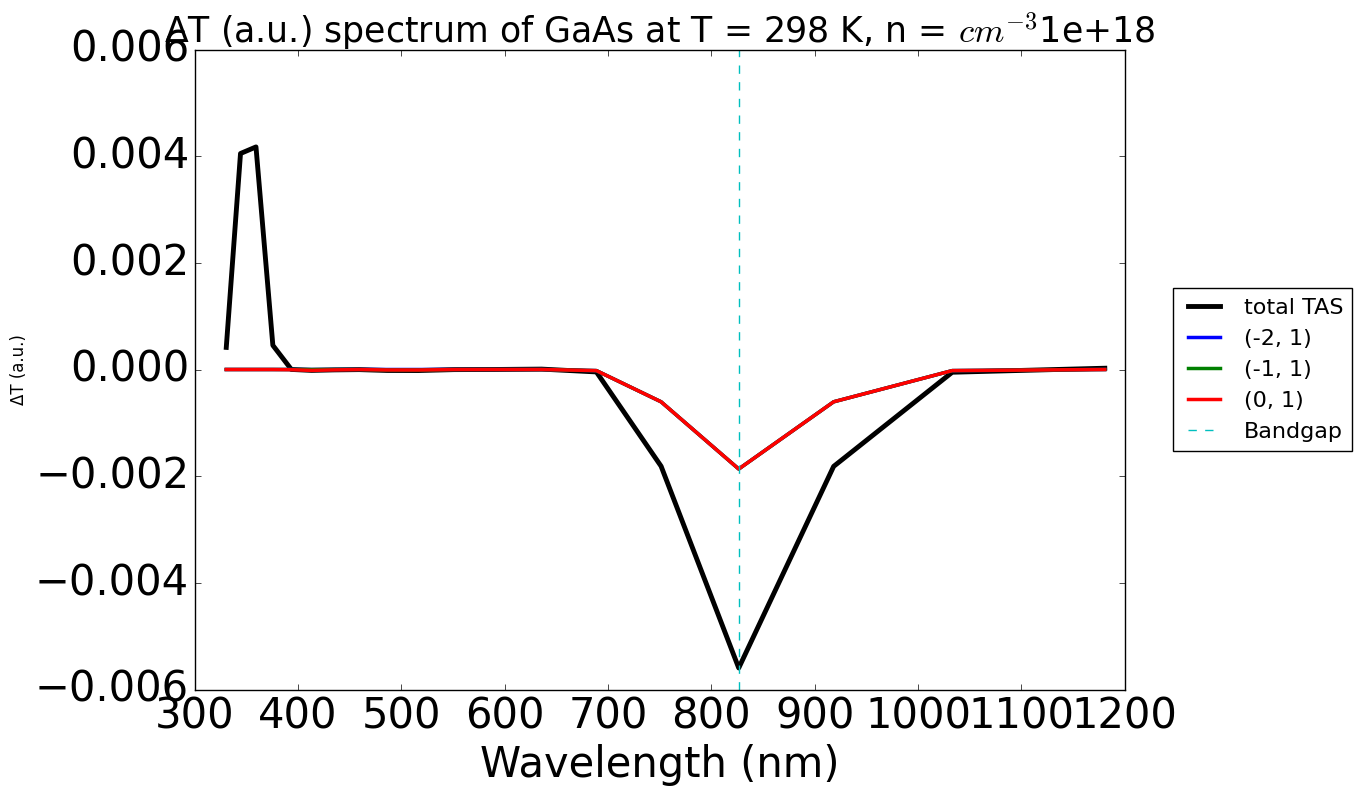 ΔT (a.u.) spectrum of GaAs at T = 298 K, n = $cm^{-3}$1e+18
0.006
0.004
0.002
0.000
−0.002
−0.004
−0.006
ΔT (a.u.)
300 400 500 600 700 800 900 1000 1100 1200
Wavelength (nm)
total TAS
(-2, 1)
(-1, 1)
(0, 1)
Bandgap